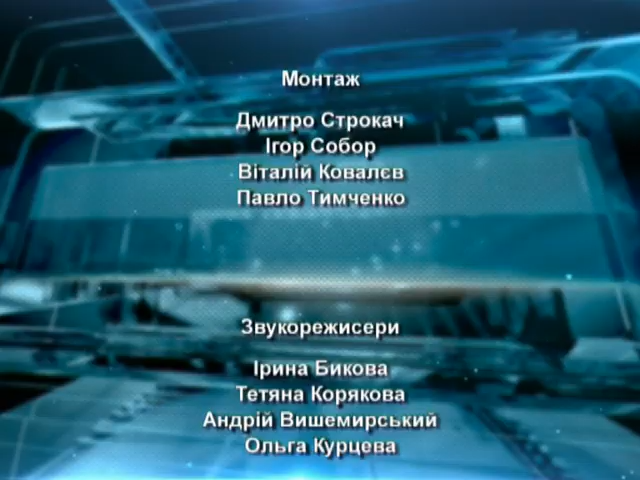 Монтаж
Дмитро Строкач
Ігор Собор
Віталій Ковалєв
Павло Тимченко
Звукорежисери
Ірина Бикова
Тетяна Корякова
Андрій Вишемирський
Ольга Курцева